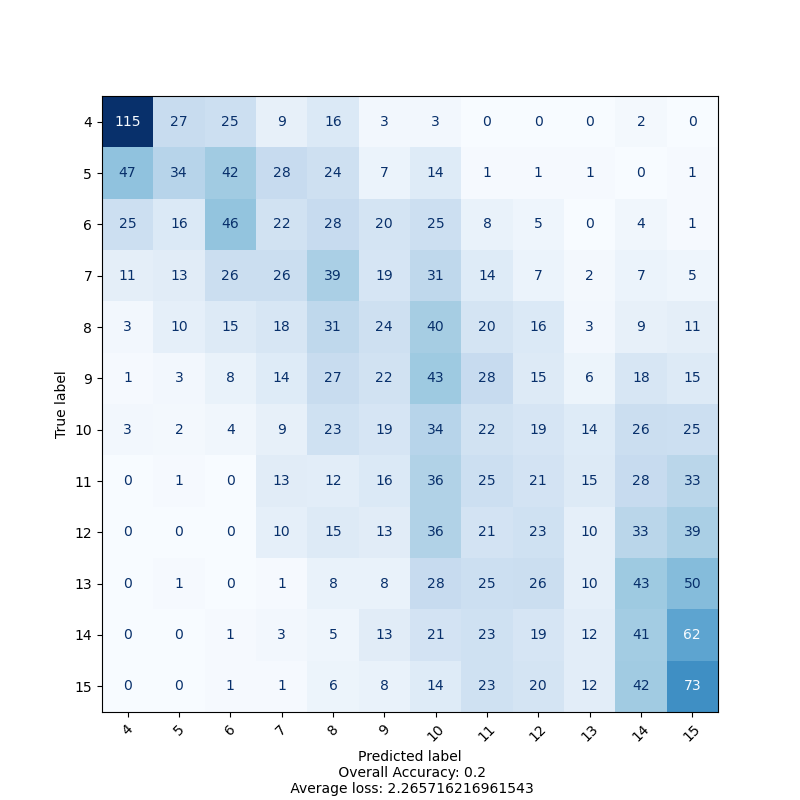 4 115 27 25 9 16 3 3 0 0 0 2 0
5 47 34 42 28 24 7 14 1 1 1 0 1
6 25 16 46 22 28 20 25 8 5 0 4 1
7 11 13 26 26 39 19 31 14 7 2 7 5
8 3 10 15 18 31 24 40 20 16 3 9 11
9 1 3 8 14 27 22 43 28 15 6 18 15
True label
10 3 2 4 9 23 19 34 22 19 14 26 25
11 0 1 0 13 12 16 36 25 21 15 28 33
12 0 0 0 10 15 13 36 21 23 10 33 39
13 0 1 0 1 8 8 28 25 26 10 43 50
14 0 0 1 3 5 13 21 23 19 12 41 62
15 0 0 1 1 6 8 14 23 20 12 42 73
4 5 6 7 8 9 10 11 12 13 14 15
Predicted label
Overall Accuracy: 0.2
Average loss: 2.265716216961543